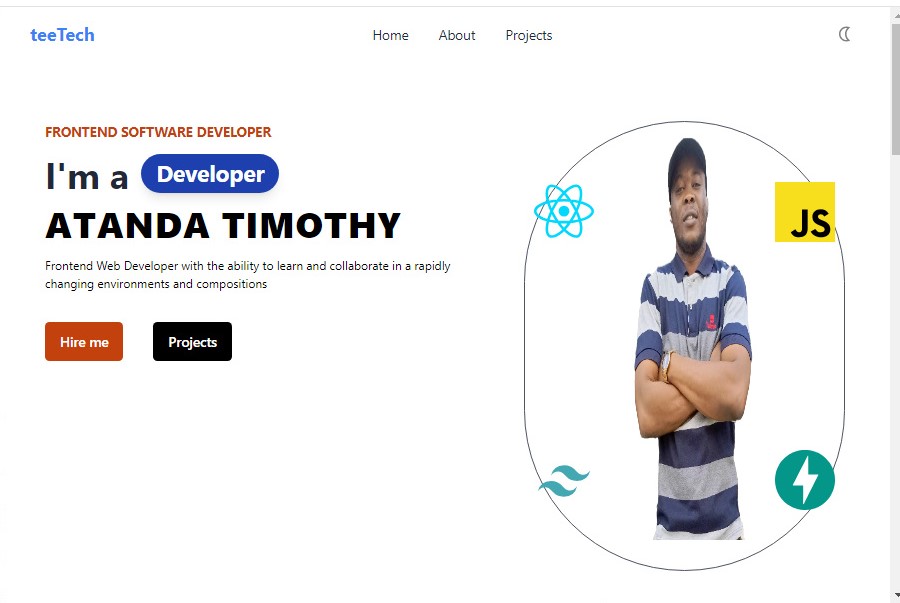 teeTech
Home
About
Projects
FRONTEND SOFTWARE DEVELOPER
I'm a Developer
ATANDA TIMOTHY
Frontend Web Developer with the ability to learn and collaborate in a rapidly
changing environments and compositions
Hire me
Projects
JS